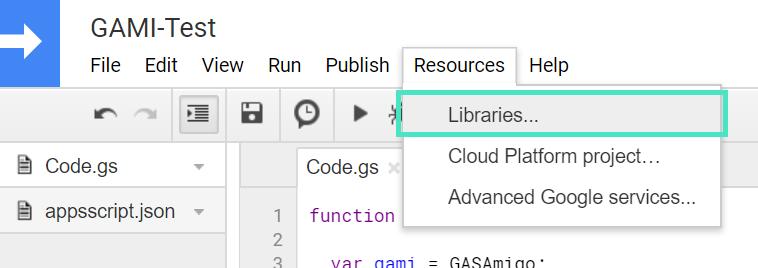 GAMI-Test
File Edit View Run Publish Resources Help
Libraries...
Cloud Platform project...
Advanced Google services...
Code.gs
appsscript.json
Code.gs
1 function
2
3 var gami = GASAmigo;